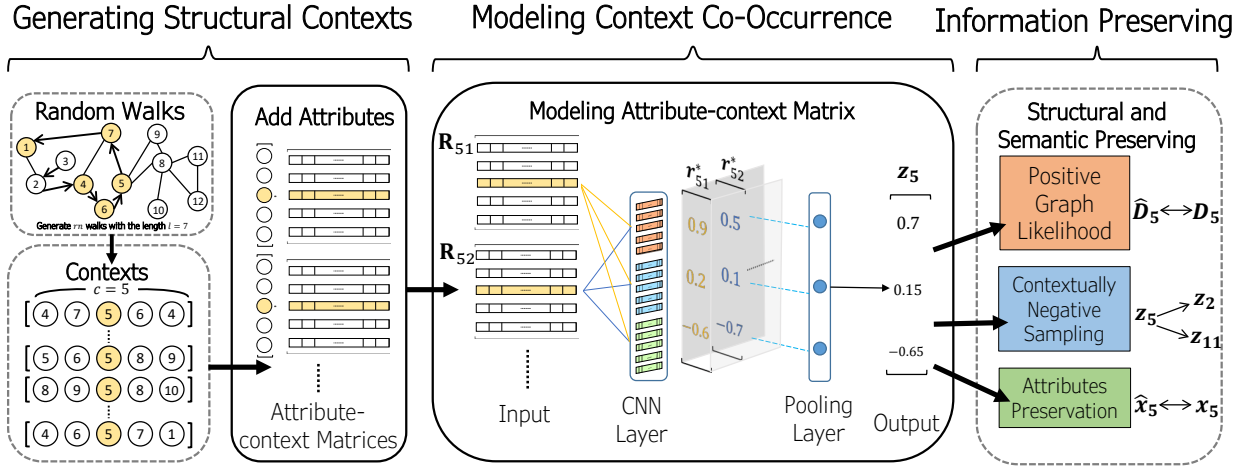 Generating Structural Contexts
Modeling Context Co-Occurrence
Information Preserving
Random Walks
1
2
3
4
5
6
7
8
9
10
11
12
Generate rn walks with the length l = 7
Contexts
c = 5
[ 4 7 5 6 4 ]
[ 5 6 5 8 9 ]
[ 8 9 5 8 10 ]
[ 4 6 5 7 1 ]
Add Attributes
Attribute-
context Matrices
Modeling Attribute-context Matrix
R51
R52
Input
CNN
Layer
r*51
r*52
0.9
0.2
−0.6
0.5
0.1
−0.7
Pooling
Layer
z5
0.7
0.15
−0.65
Output
Structural and
Semantic Preserving
Positive
Graph
Likelihood
D̂5 ↔ D5
Contextually
Negative
Sampling
z5
z2
z11
Attributes
Preservation
x̂5 ↔ x5